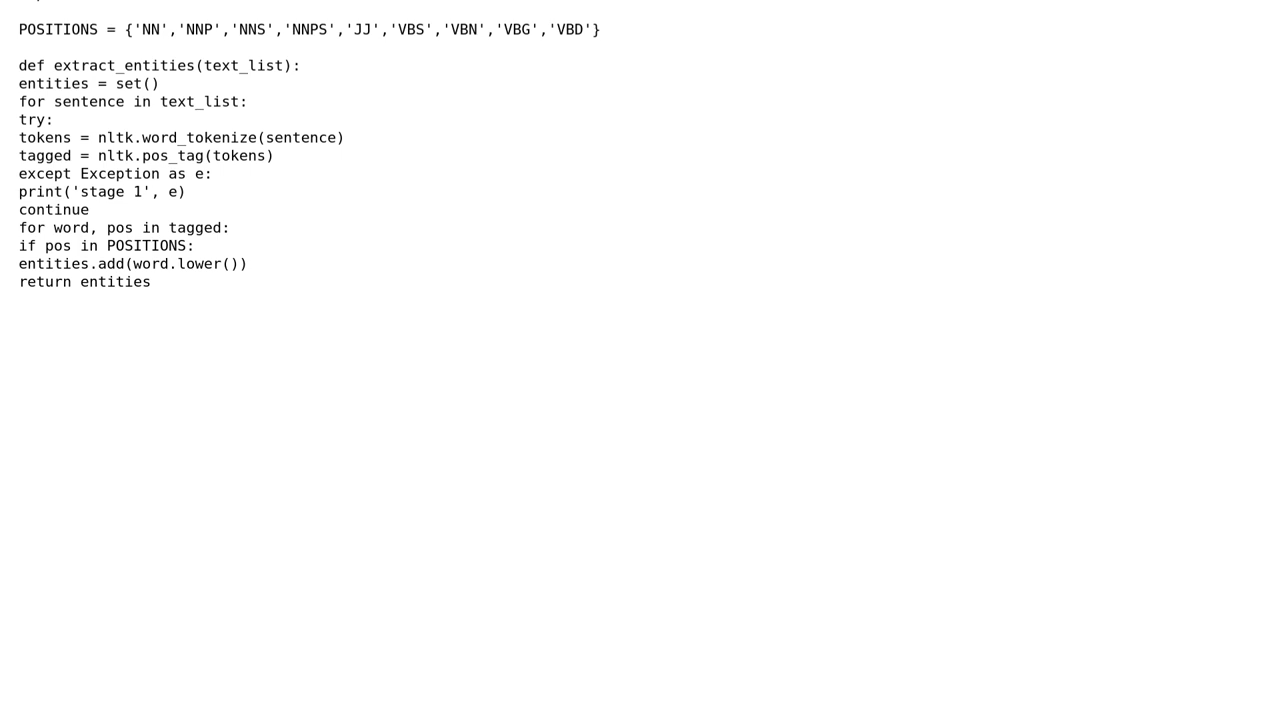 POSITIONS = {'NN','NNP','NNS','NNPS','JJ','VBS','VBN','VBG','VBD'}
def extract_entities(text_list):
entities = set()
for sentence in text_list:
try:
tokens = nltk.word_tokenize(sentence)
tagged = nltk.pos_tag(tokens)
except Exception as e:
print('stage 1', e)
continue
for word, pos in tagged:
if pos in POSITIONS:
entities.add(word.lower())
return entities